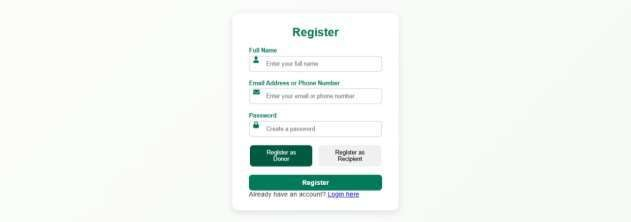 Register
Full Name
Enter your full name
Email Address or Phone Number
Enter your email or phone number
Password
Create a password
Register as
Donor
Register as
Recipient
Register
Already have an account? Login here